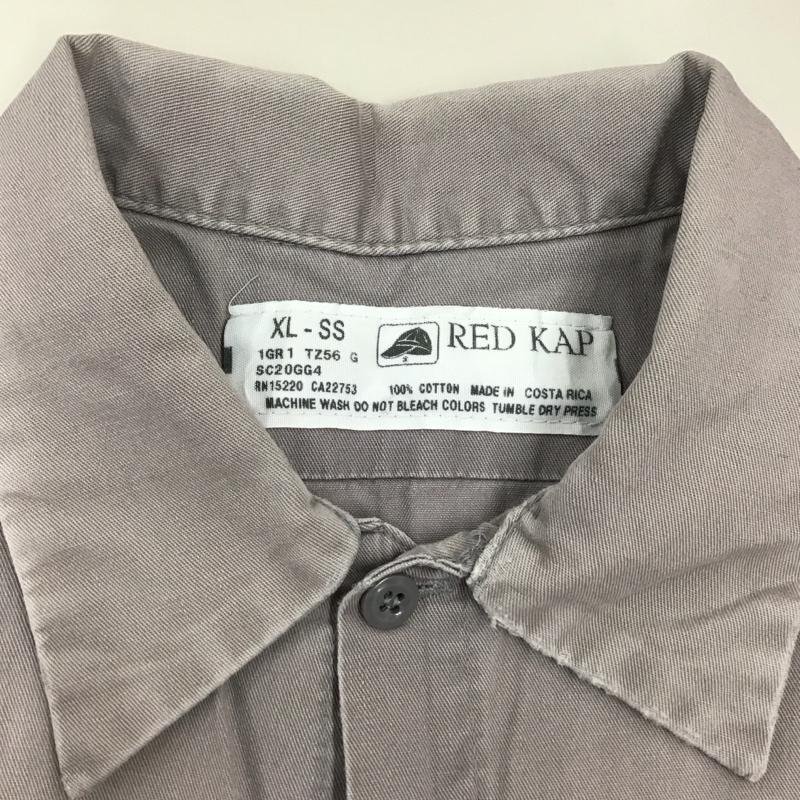 XL - SS RED KAP
1GR1 TZ56 G
SC20GG4
RN15220 CA22753 100% COTTON MADE IN COSTA RICA
MACHINE WASH DO NOT BLEACH COLORS TUMBLE DRY PRESS